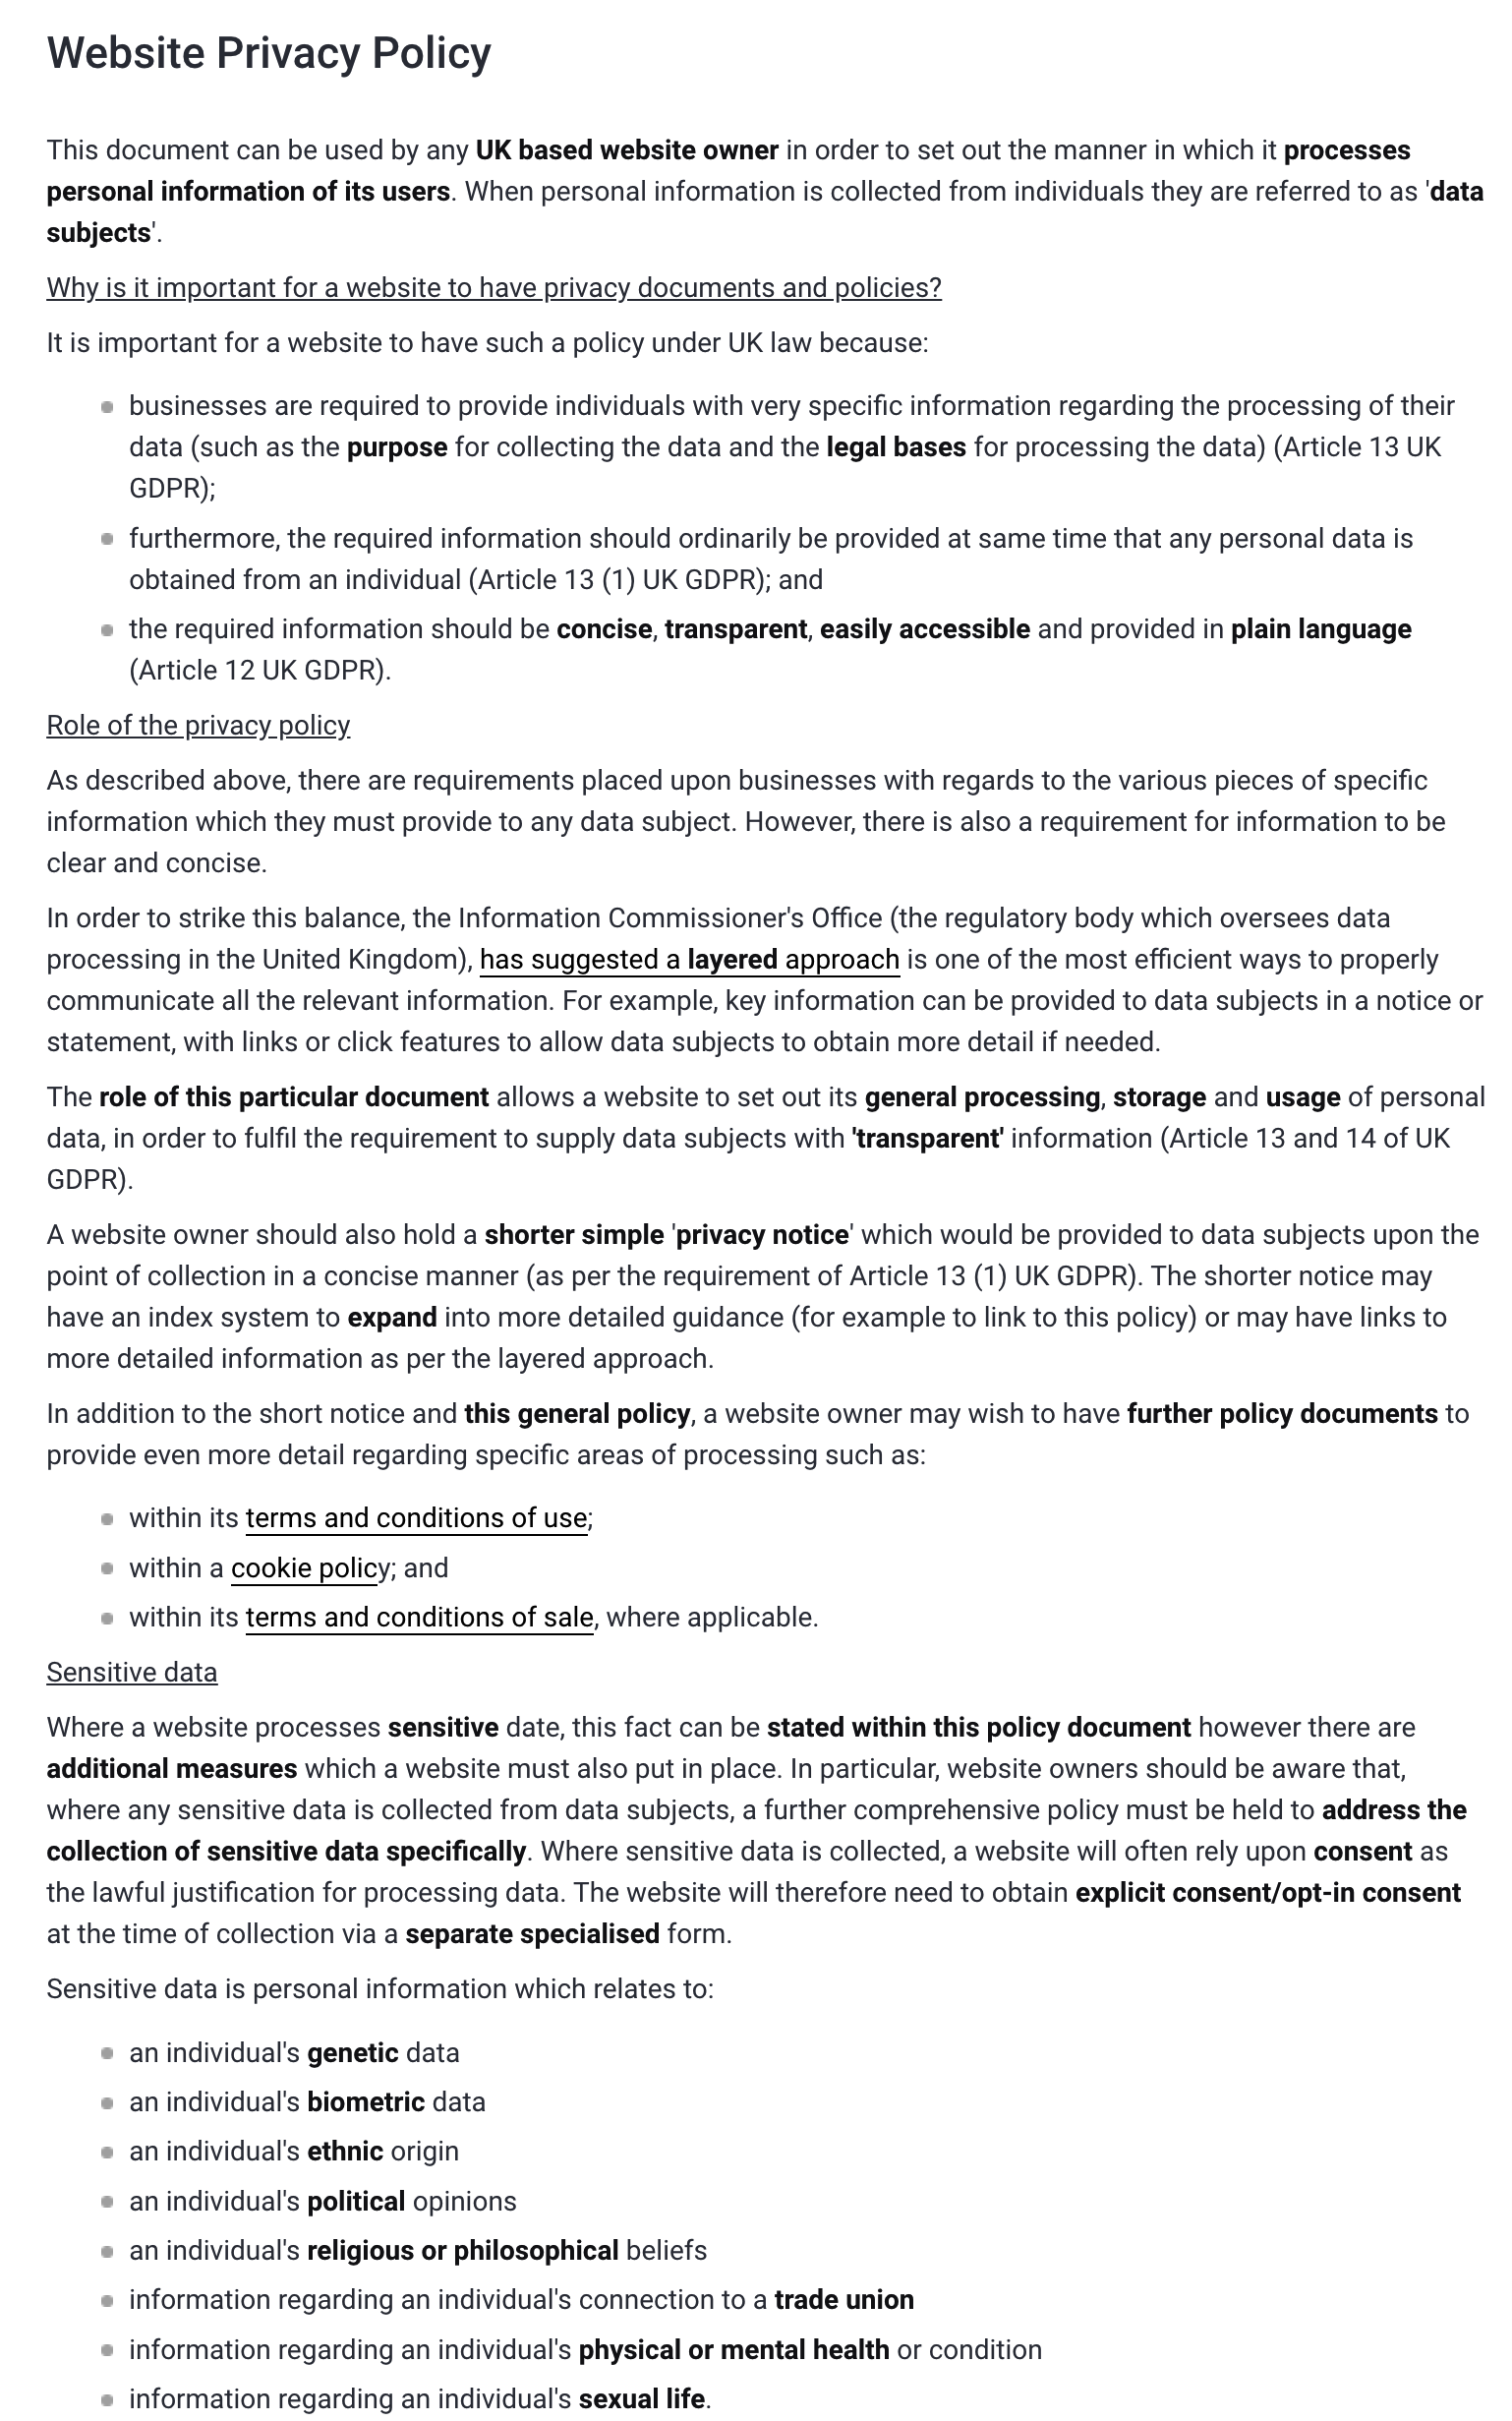 Website Privacy Policy
This document can be used by any UK based website owner in order to set out the manner in which it processes
personal information of its users. When personal information is collected from individuals they are referred to as 'data
subjects'.
Why is it important for a website to have privacy documents and policies?
It is important for a website to have such a policy under UK law because:
businesses are required to provide individuals with very specific information regarding the processing of their
data (such as the purpose for collecting the data and the legal bases for processing the data) (Article 13 UK
GDPR);
furthermore, the required information should ordinarily be provided at same time that any personal data is
obtained from an individual (Article 13 (1) UK GDPR); and
the required information should be concise, transparent, easily accessible and provided in plain language
(Article 12 UK GDPR).
Role of the privacy policy
As described above, there are requirements placed upon businesses with regards to the various pieces of specific
information which they must provide to any data subject. However, there is also a requirement for information to be
clear and concise.
In order to strike this balance, the Information Commissioner's Office (the regulatory body which oversees data
processing in the United Kingdom), has suggested a layered approach is one of the most efficient ways to properly
communicate all the relevant information. For example, key information can be provided to data subjects in a notice or
statement, with links or click features to allow data subjects to obtain more detail if needed.
The role of this particular document allows a website to set out its general processing, storage and usage of personal
data, in order to fulfil the requirement to supply data subjects with 'transparent' information (Article 13 and 14 of UK
GDPR).
A website owner should also hold a shorter simple 'privacy notice' which would be provided to data subjects upon the
point of collection in a concise manner (as per the requirement of Article 13 (1) UK GDPR). The shorter notice may
have an index system to expand into more detailed guidance (for example to link to this policy) or may have links to
more detailed information as per the layered approach.
In addition to the short notice and this general policy, a website owner may wish to have further policy documents to
provide even more detail regarding specific areas of processing such as:
within its terms and conditions of use;
within a cookie policy; and
within its terms and conditions of sale, where applicable.
Sensitive data
Where a website processes sensitive date, this fact can be stated within this policy document however there are
additional measures which a website must also put in place. In particular, website owners should be aware that,
where any sensitive data is collected from data subjects, a further comprehensive policy must be held to address the
collection of sensitive data specifically. Where sensitive data is collected, a website will often rely upon consent as
the lawful justification for processing data. The website will therefore need to obtain explicit consent/opt-in consent
at the time of collection via a separate specialised form.
Sensitive data is personal information which relates to:
an individual's genetic data
an individual's biometric data
an individual's ethnic origin
an individual's political opinions
an individual's religious or philosophical beliefs
information regarding an individual's connection to a trade union
information regarding an individual's physical or mental health or condition
information regarding an individual's sexual life.